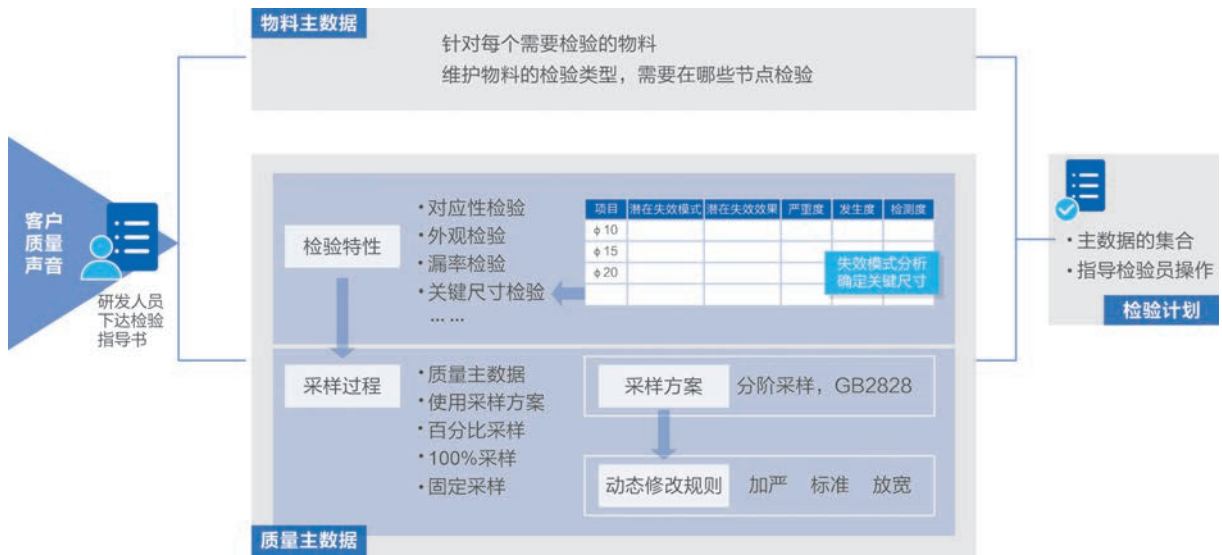 物料主数据
针对每个需要检验的物料
维护物料的检验类型，需要在哪些节点检验
客户
质量
声音
研发人员
下达检验
指导书
检验特性
·对应性检验
·外观检验
·漏率检验
·关键尺寸检验
... ...
项目 潜在失效模式 潜在失效效果 严重度 发生度 检测度
ϕ10
ϕ15
ϕ20
失效模式分析
确定关键尺寸
采样过程
·质量主数据
·使用采样方案
·百分比采样
·100%采样
·固定采样
采样方案 分阶采样，GB2828
动态修改规则 加严 标准 放宽
质量主数据
·主数据的集合
·指导检验员操作
检验计划